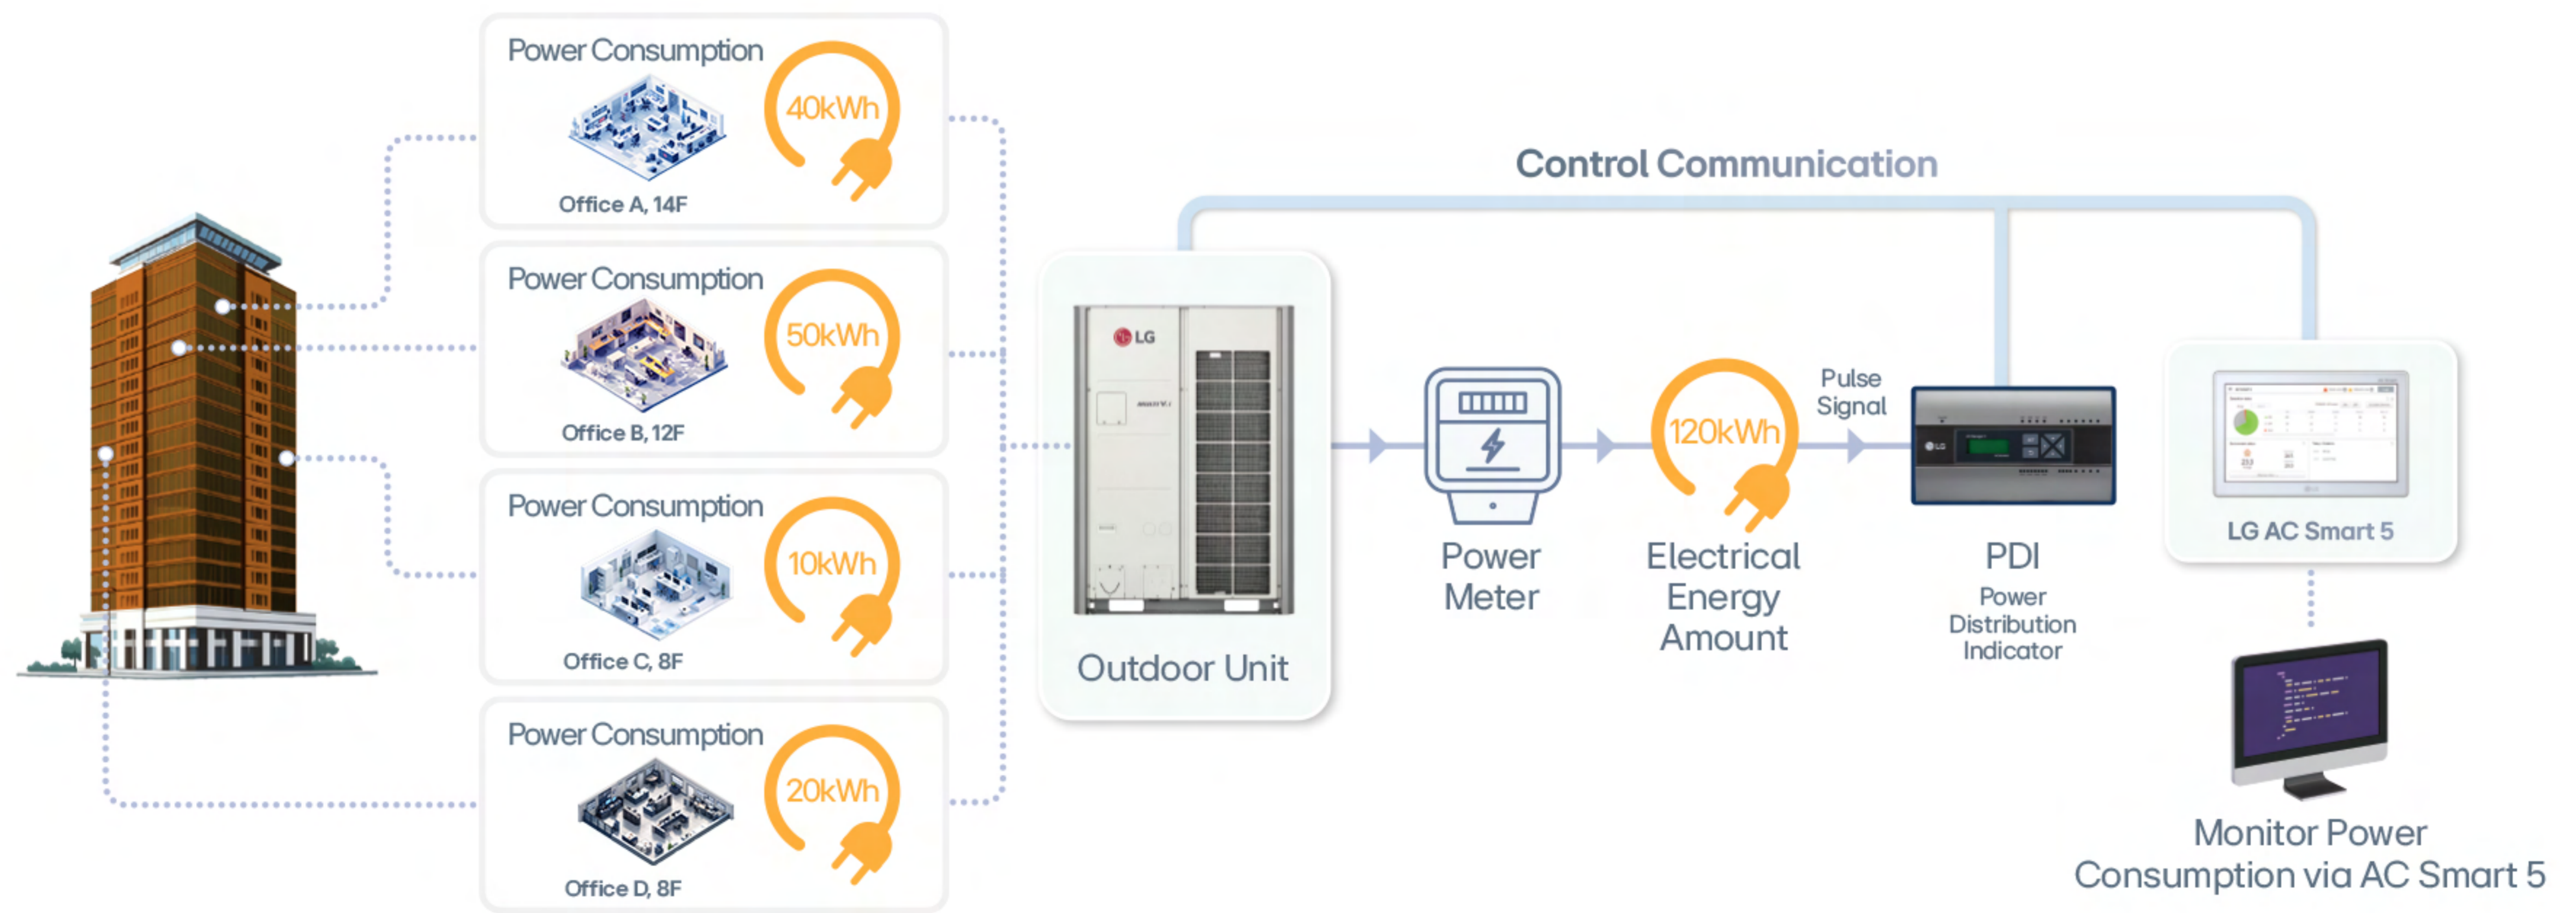 Power Consumption
40kWh
Office A, 14F
Power Consumption
50kWh
Office B, 12F
Power Consumption
10kWh
Office C, 8F
Power Consumption
20kWh
Office D, 8F
Control Communication
LG
MULTI V
Outdoor Unit
Power
Meter
120kWh
Electrical
Energy
Amount
Pulse
Signal
LG
PDI
Power
Distribution
Indicator
LG AC Smart 5
Monitor Power
Consumption via AC Smart 5